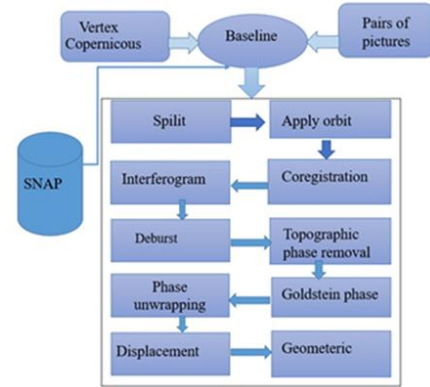 Vertex
Copernicous
Baseline
Pairs of
pictures
SNAP
Spilit
Apply orbit
Interferogram
Coregistration
Deburst
Topographic
phase removal
Phase
unwrapping
Goldstein phase
Displacement
Geometeric